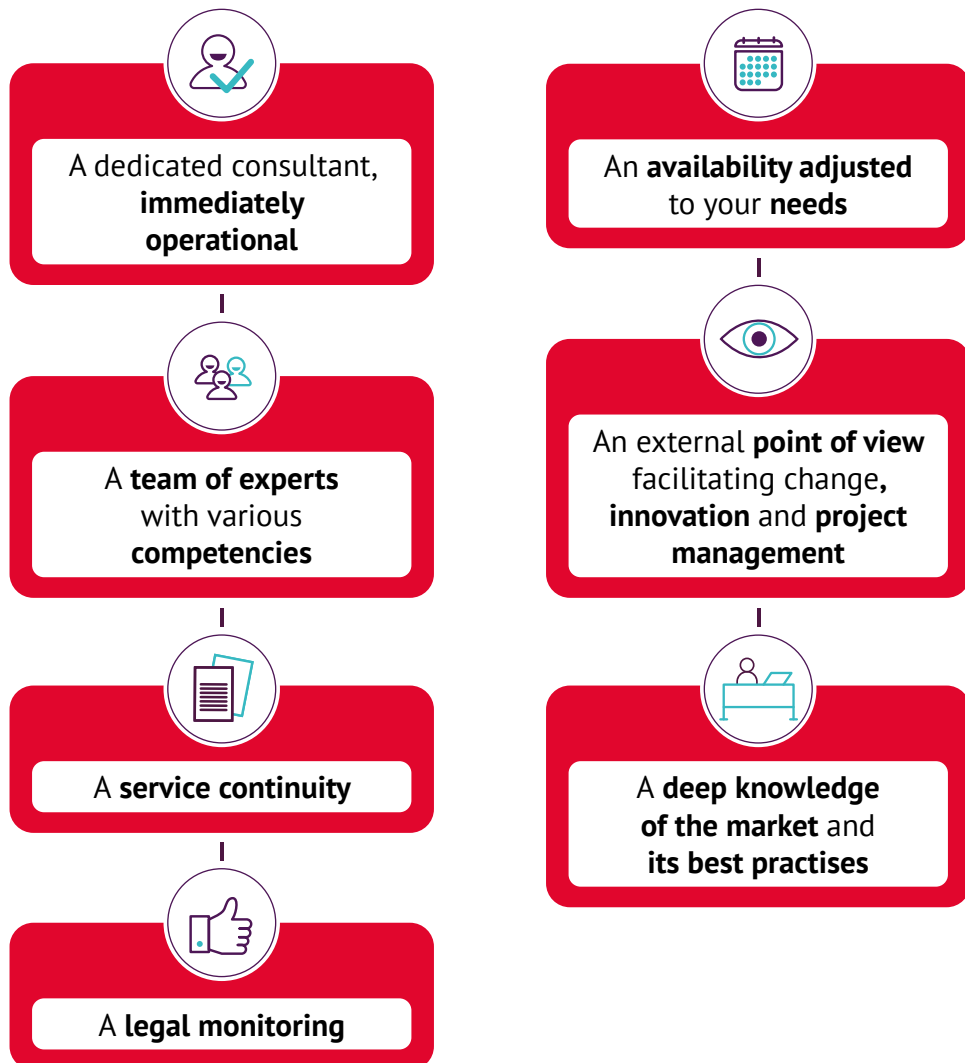 A dedicated consultant,
immediately
operational
A team of experts
with various
competencies
A service continuity
A legal monitoring
An availability adjusted
to your needs
An external point of view
facilitating change,
innovation and project
management
A deep knowledge
of the market and
its best practises